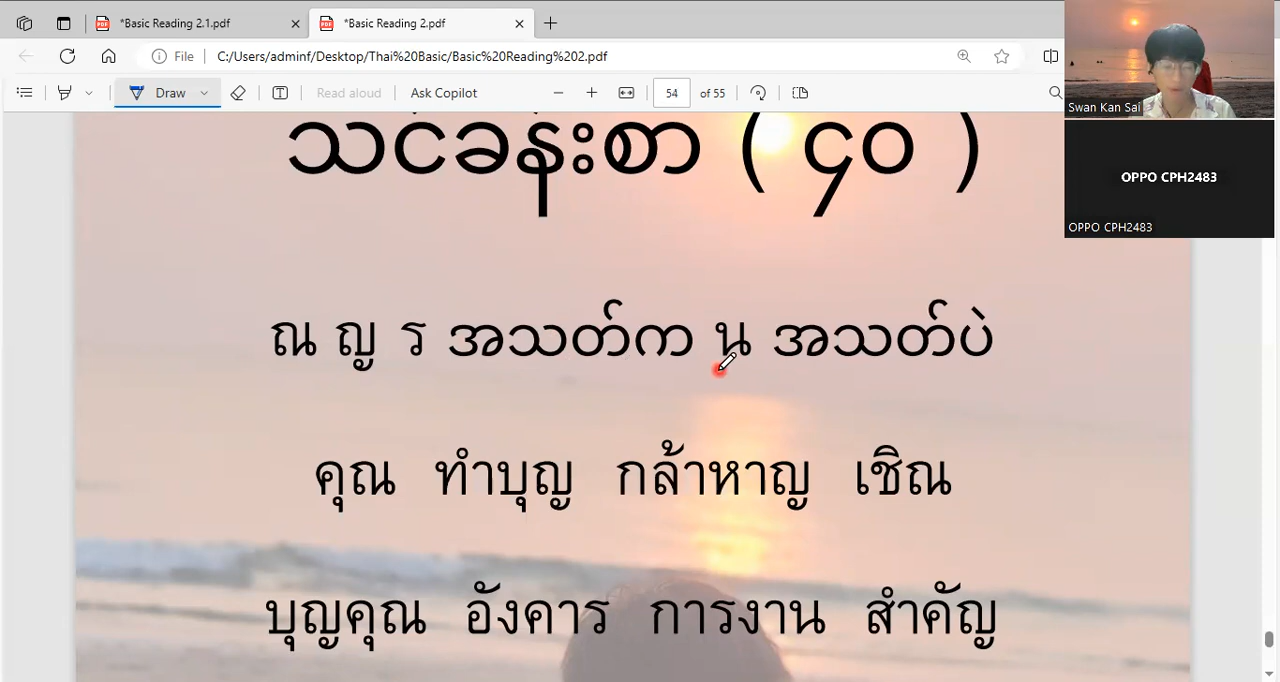 *Basic Reading 2.1.pdf
*Basic Reading 2.pdf
File
C:/Users/adminf/Desktop/Thai%20Basic/Basic%20Reading%202.pdf
Draw
Read aloud
Ask Copilot
54 of 55
Swan Kan Sai
OPPO CPH2483
OPPO CPH2483
သင်ခန်းစာ ( ၄၀ )
ณ ญ ร အသတ်က น အသတ်ပဲ
คุณ ทำบุญ กล้าหาญ เชิณ
บุญคุณ อังคาร การงาน สำคัญ